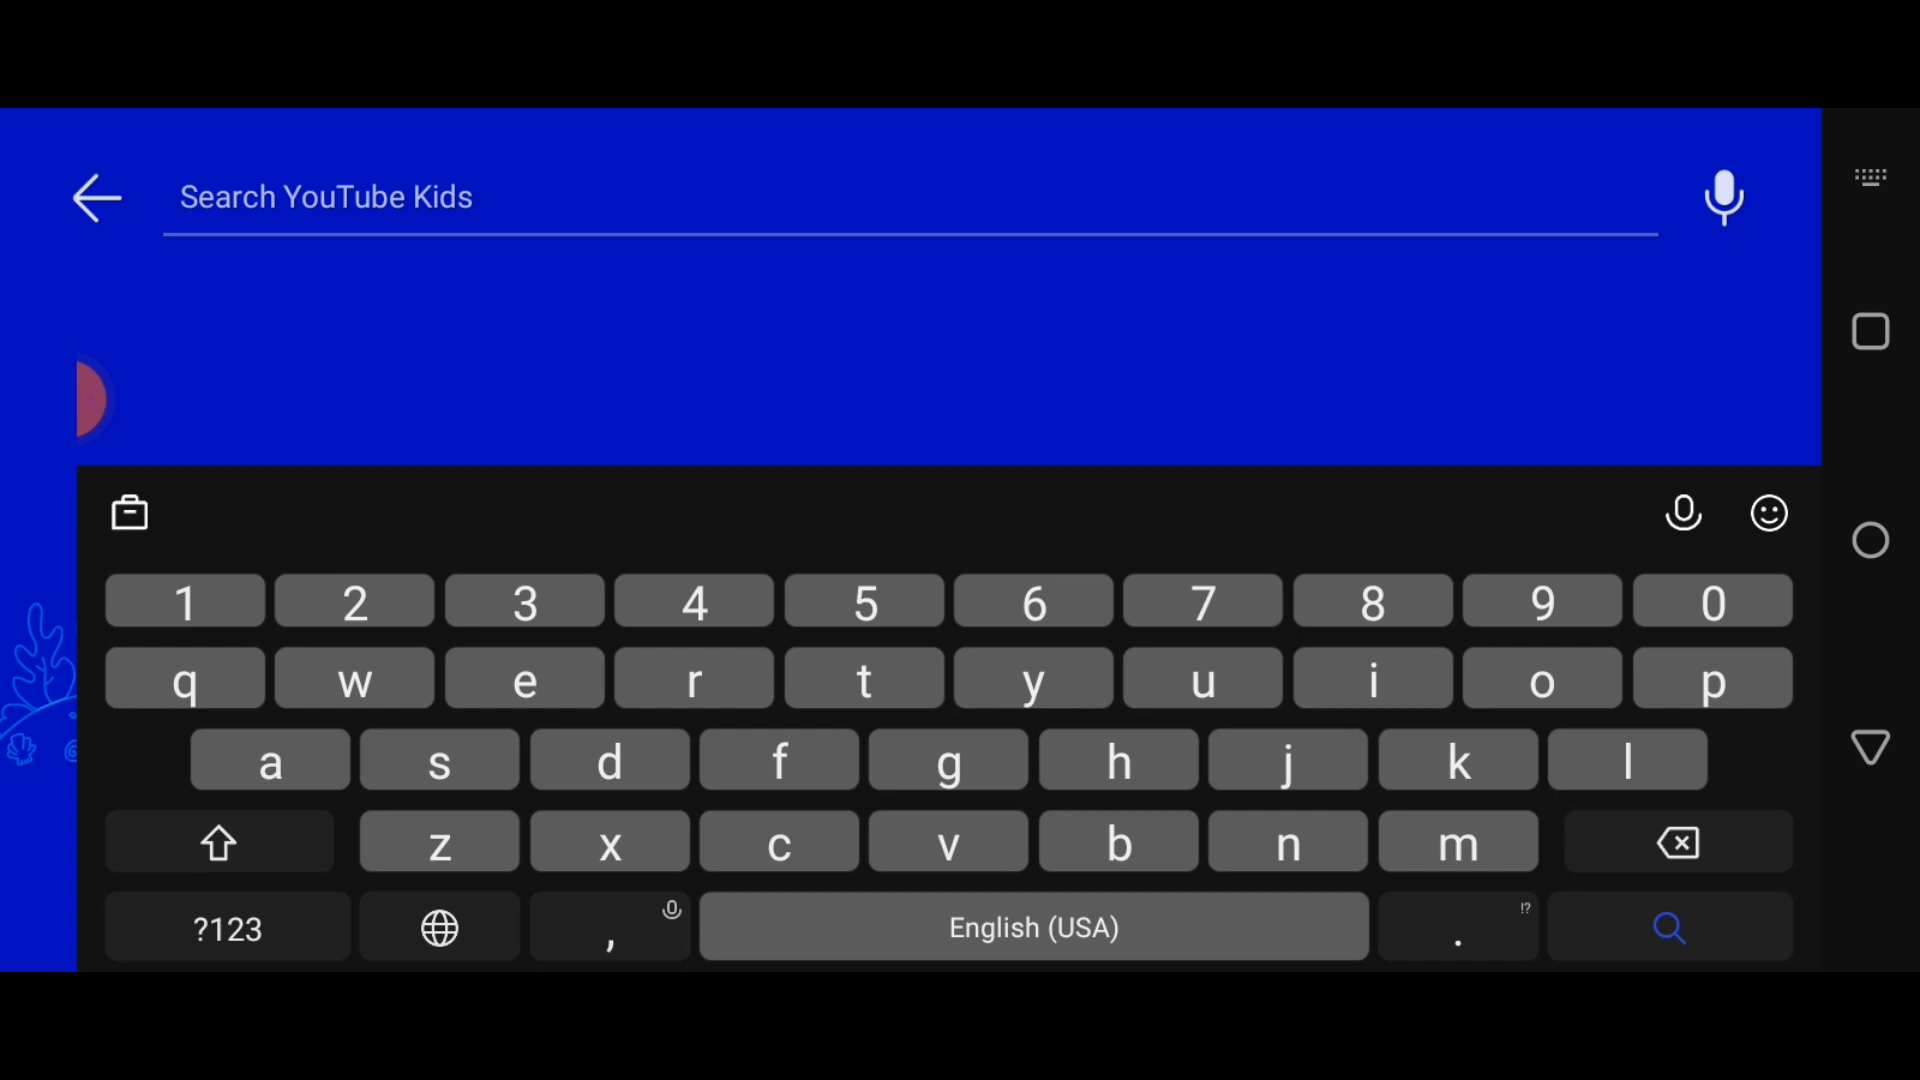 Search YouTube Kids
1 2 3 4 5 6 7 8 9 0
q w e r t y u i o p
a s d f g h j k l
z x c v b n m
?123 , English (USA) . !?